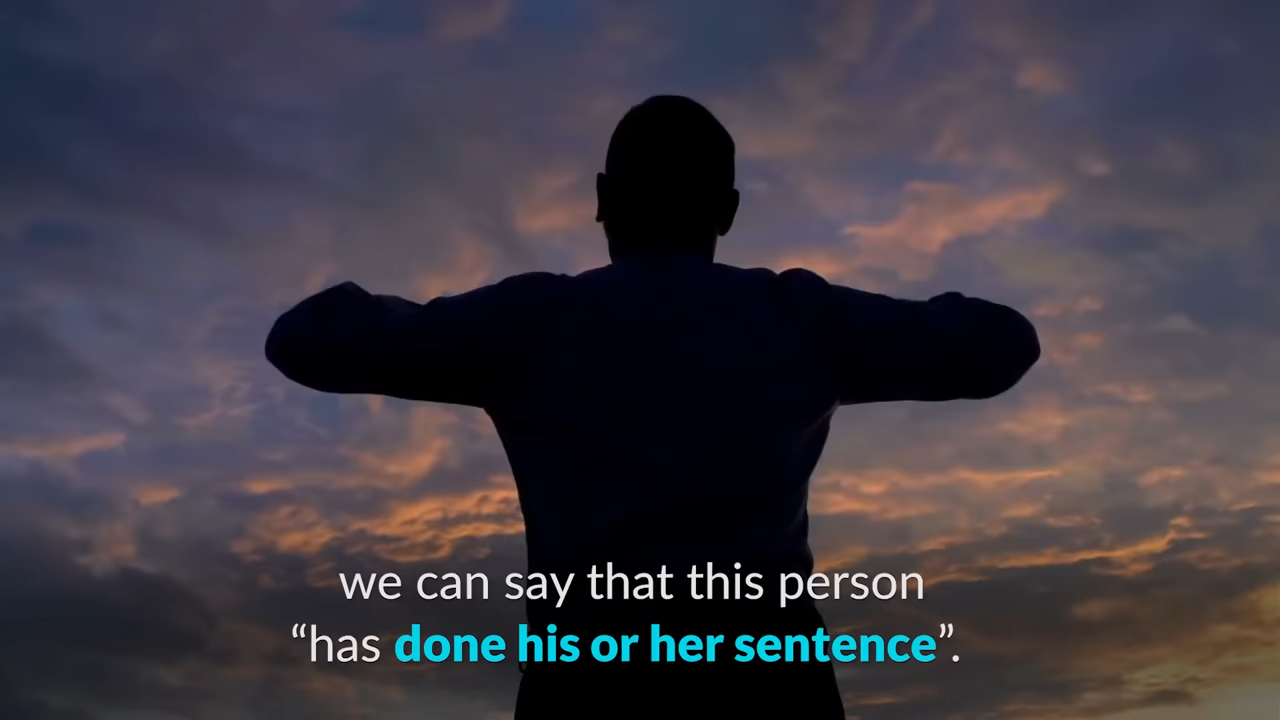 we can say that this person
“has done his or her sentence”.